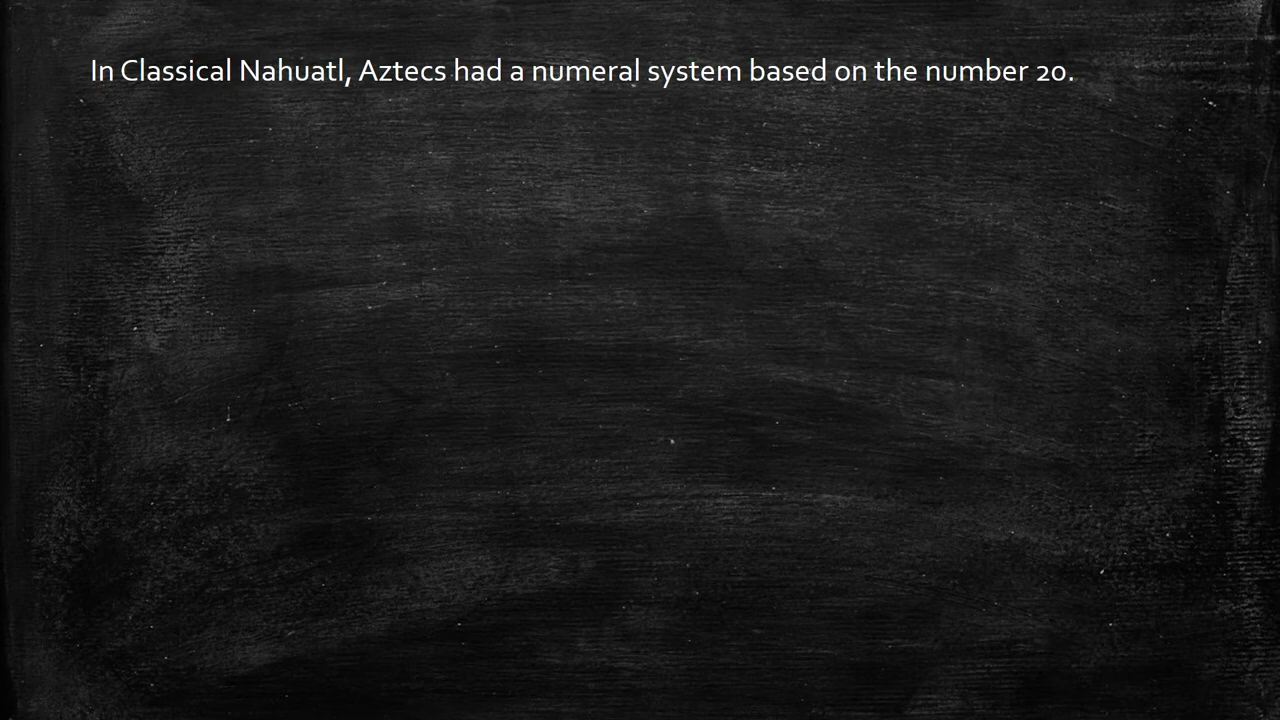 In Classical Nahuatl, Aztecs had a numeral system based on the number 20.